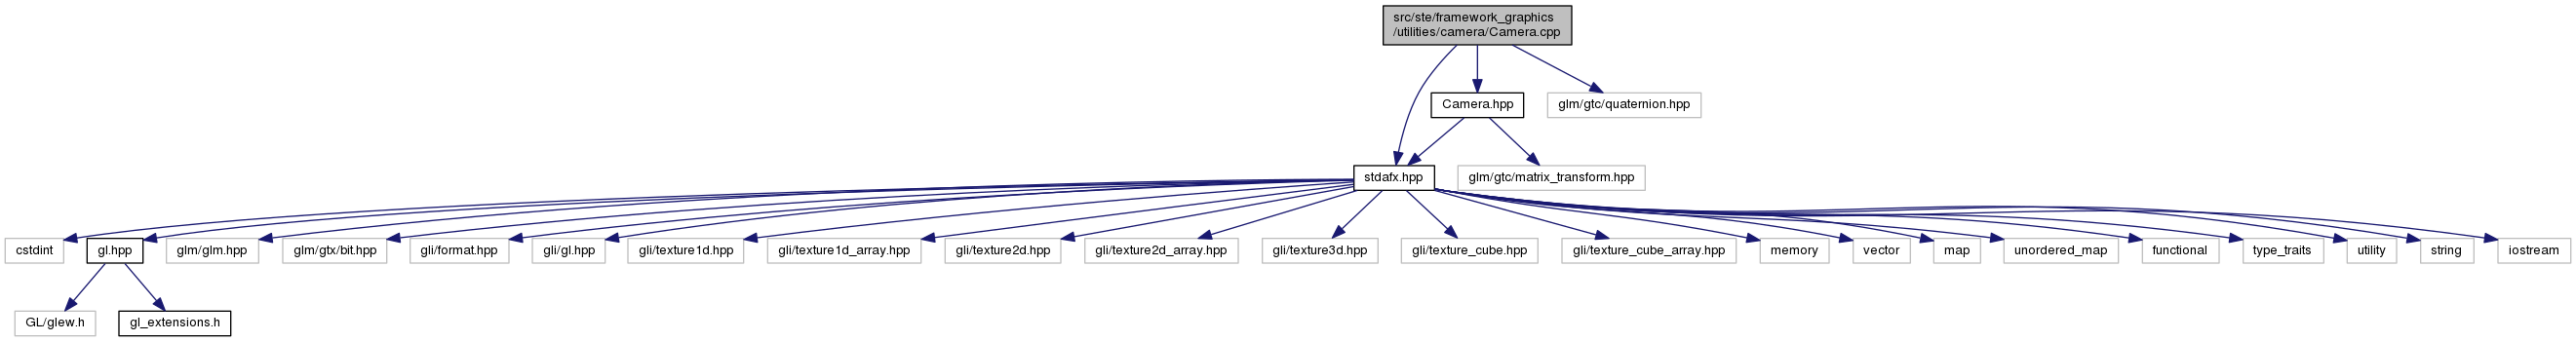 src/ste/framework_graphics
/utilities/camera/Camera.cpp
Camera.hpp
glm/gtc/quaternion.hpp
stdafx.hpp
glm/gtc/matrix_transform.hpp
cstdint
gl.hpp
glm/glm.hpp
glm/gtx/bit.hpp
gli/format.hpp
gli/gl.hpp
gli/texture1d.hpp
gli/texture1d_array.hpp
gli/texture2d.hpp
gli/texture2d_array.hpp
gli/texture3d.hpp
gli/texture_cube.hpp
gli/texture_cube_array.hpp
memory
vector
map
unordered_map
functional
type_traits
utility
string
iostream
GL/glew.h
gl_extensions.h